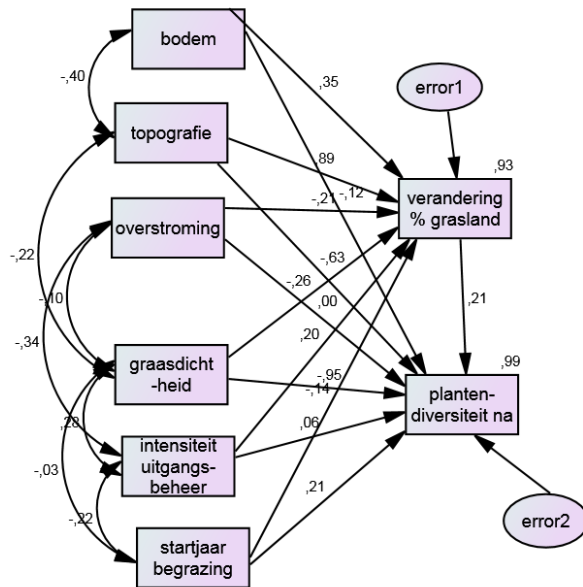 bodem
-,40
,35
error1
topografie
,89
,93
-,12
-,21
verandering
% grasland
overstroming
-,22
-,63
-,26
-,10
,00
,21
-,34
,20
,99
graasdicht
-heid
-,95
-,14
planten-
diversiteit na
,28
,06
intensiteit
uitgangs-
beheer
-,03
,21
-,22
error2
startjaar
begrazing